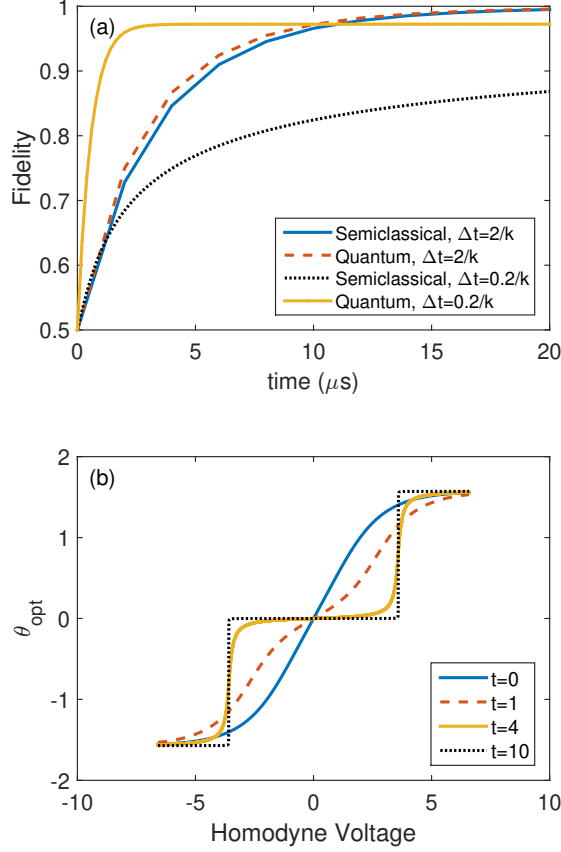 (a)
1
0.9
0.8
0.7
0.6
0.5
Fidelity
Semiclassical, Δt=2/k
Quantum, Δt=2/k
Semiclassical, Δt=0.2/k
Quantum, Δt=0.2/k
0 5 10 15 20
time (μs)
(b)
2
1
0
-1
-2
θopt
t=0
t=1
t=4
t=10
-10 -5 0 5 10
Homodyne Voltage